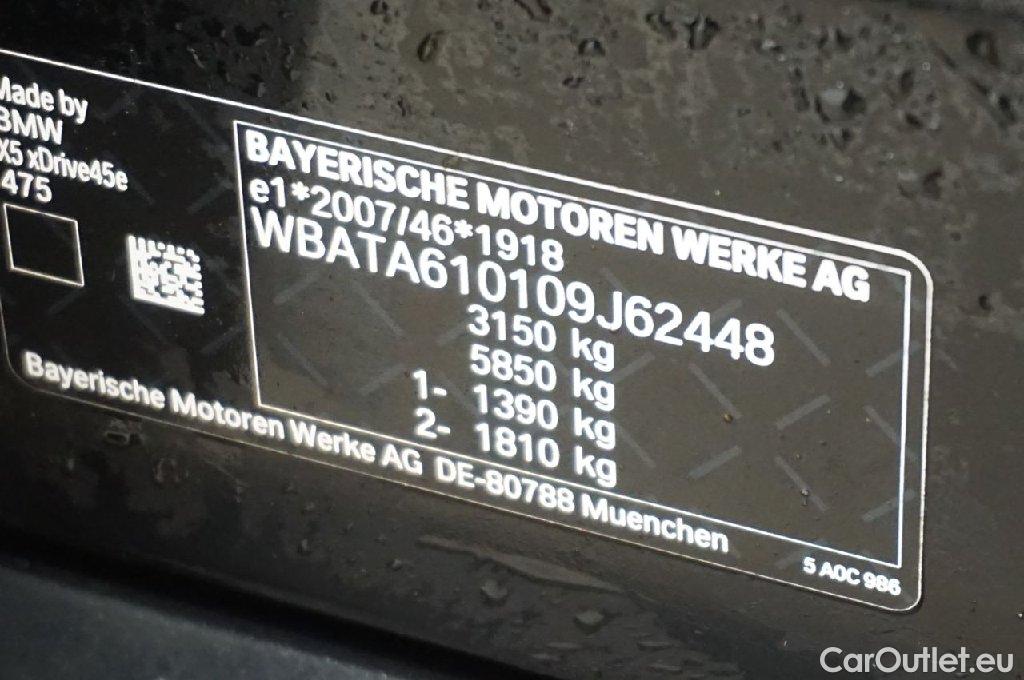 Made by
BMW
X5 xDrive45e
475
BAYERISCHE MOTOREN WERKE AG
e1*2007/46*1918
WBATA610109J62448
3150 kg
5850 kg
1- 1390 kg
2- 1810 kg
Bayerische Motoren Werke AG DE-80788 Muenchen
5 A0C 986
CarOutlet.eu